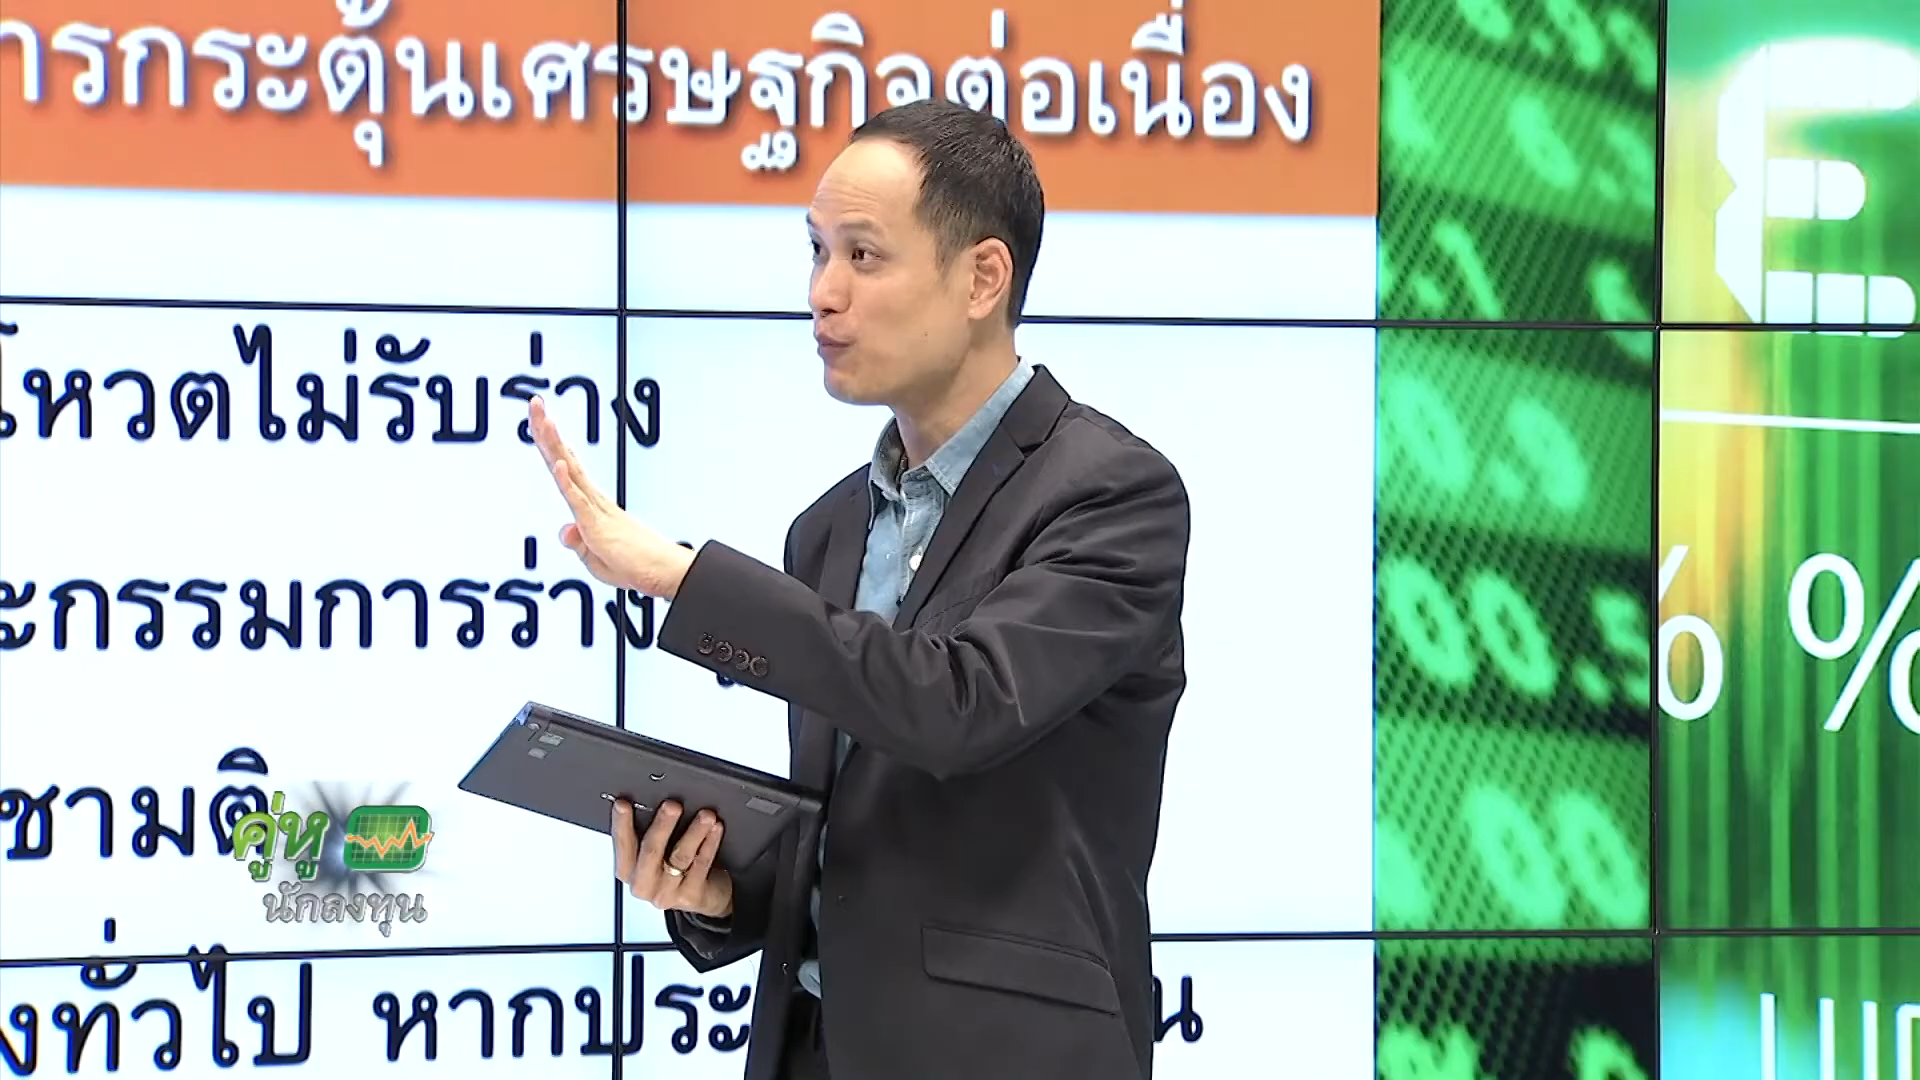 ารกระตุ้นเศรษฐกิจต่อเนื่อง
โหวตไม่รับร่าง
ะกรรมการร่าง
ชามติ
คู่หู
นักลงทุน
งทั่วไป หากประ น
% %